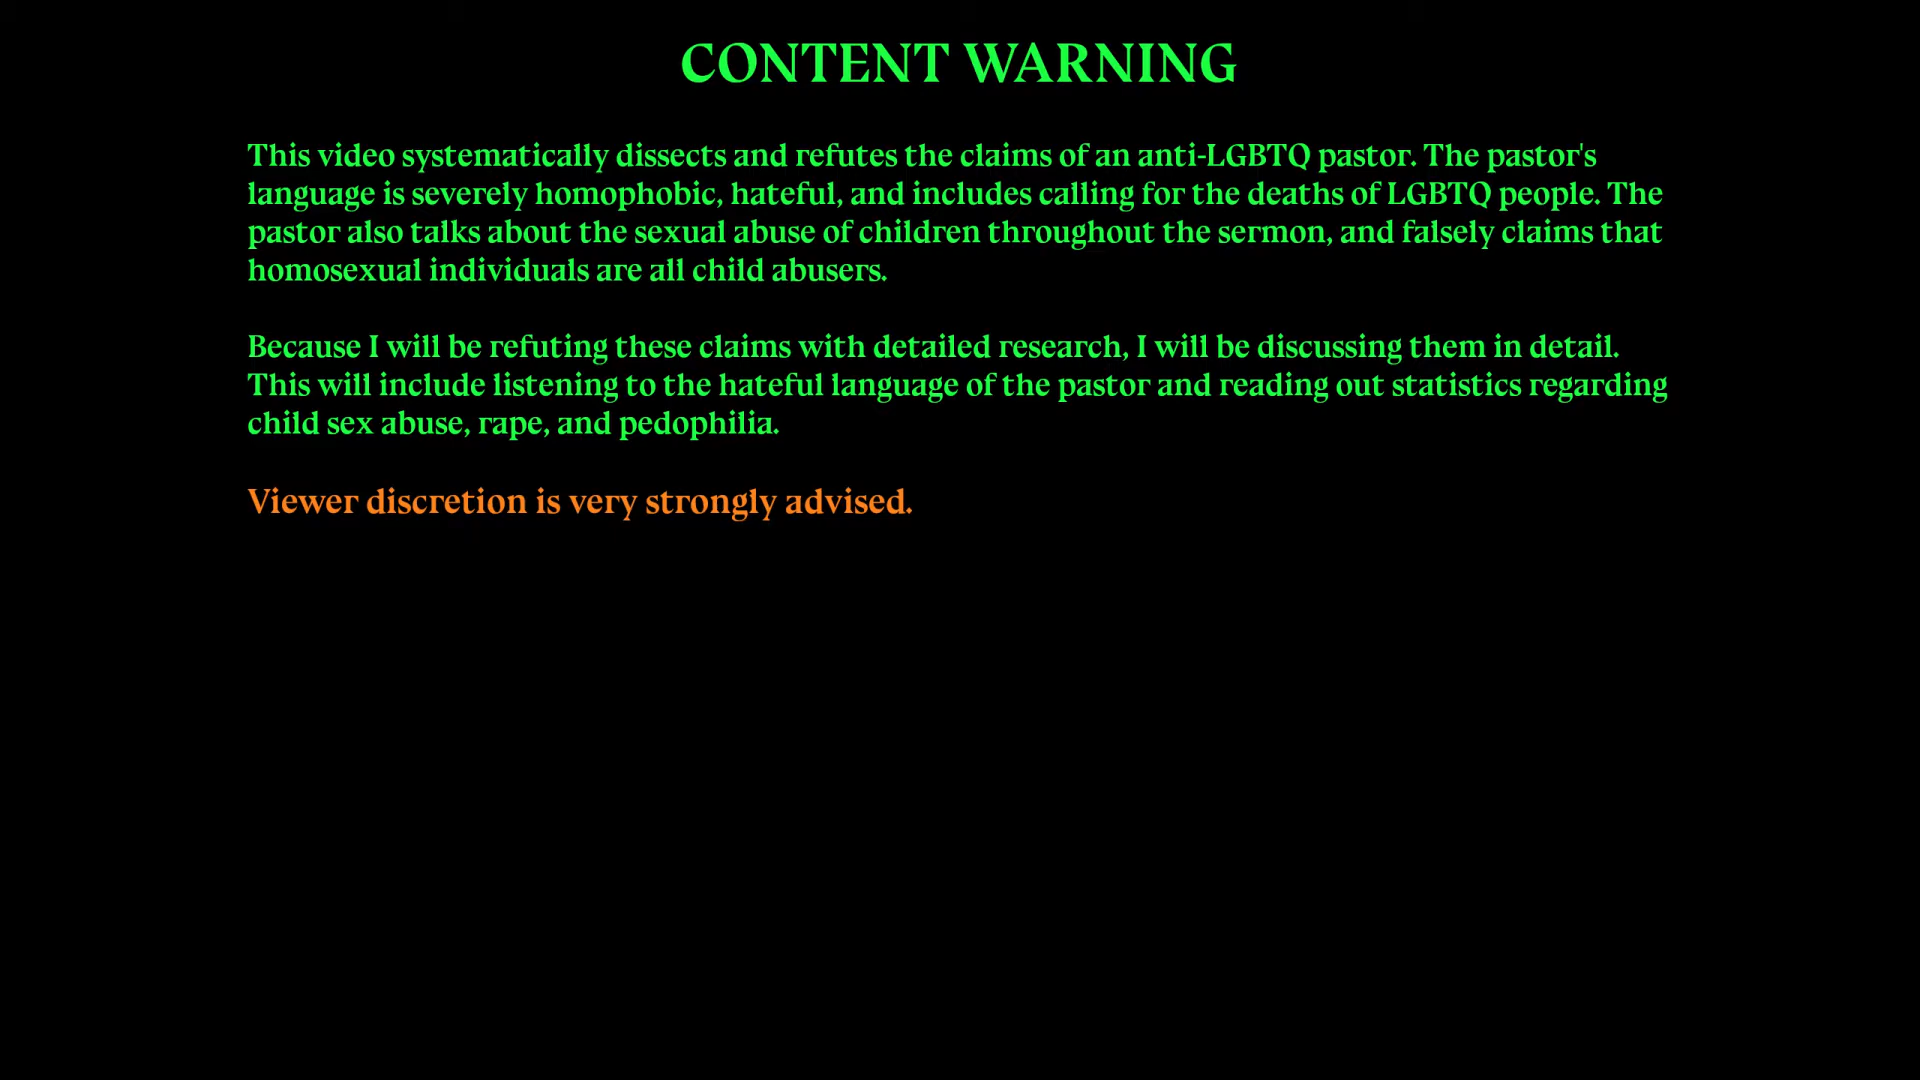 CONTENT WARNING
This video systematically dissects and refutes the claims of an anti-LGBTQ pastor. The pastor's
language is severely homophobic, hateful, and includes calling for the deaths of LGBTQ people. The
pastor also talks about the sexual abuse of children throughout the sermon, and falsely claims that
homosexual individuals are all child abusers.
Because I will be refuting these claims with detailed research, I will be discussing them in detail.
This will include listening to the hateful language of the pastor and reading out statistics regarding
child sex abuse, rape, and pedophilia.
Viewer discretion is very strongly advised.